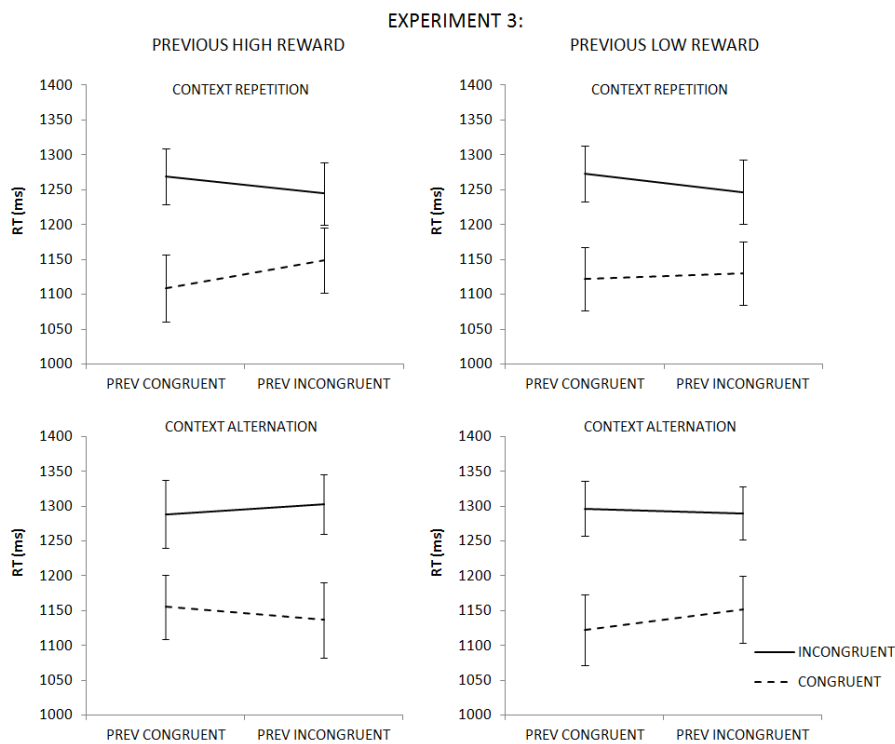 EXPERIMENT 3:
PREVIOUS HIGH REWARD
PREVIOUS LOW REWARD
CONTEXT REPETITION
RT (ms)
1400
1350
1300
1250
1200
1150
1100
1050
1000
PREV CONGRUENT PREV INCONGRUENT
CONTEXT REPETITION
RT (ms)
1400
1350
1300
1250
1200
1150
1100
1050
1000
PREV CONGRUENT PREV INCONGRUENT
CONTEXT ALTERNATION
RT (ms)
1400
1350
1300
1250
1200
1150
1100
1050
1000
PREV CONGRUENT PREV INCONGRUENT
CONTEXT ALTERNATION
RT (ms)
1400
1350
1300
1250
1200
1150
1100
1050
1000
PREV CONGRUENT PREV INCONGRUENT
INCONGRUENT
CONGRUENT